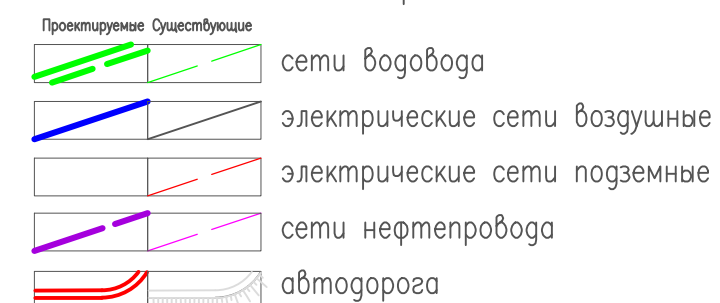 Проектируемые Существующие
сети водовода
электрические сети воздушные
электрические сети подземные
сети нефтепровода
автодорога